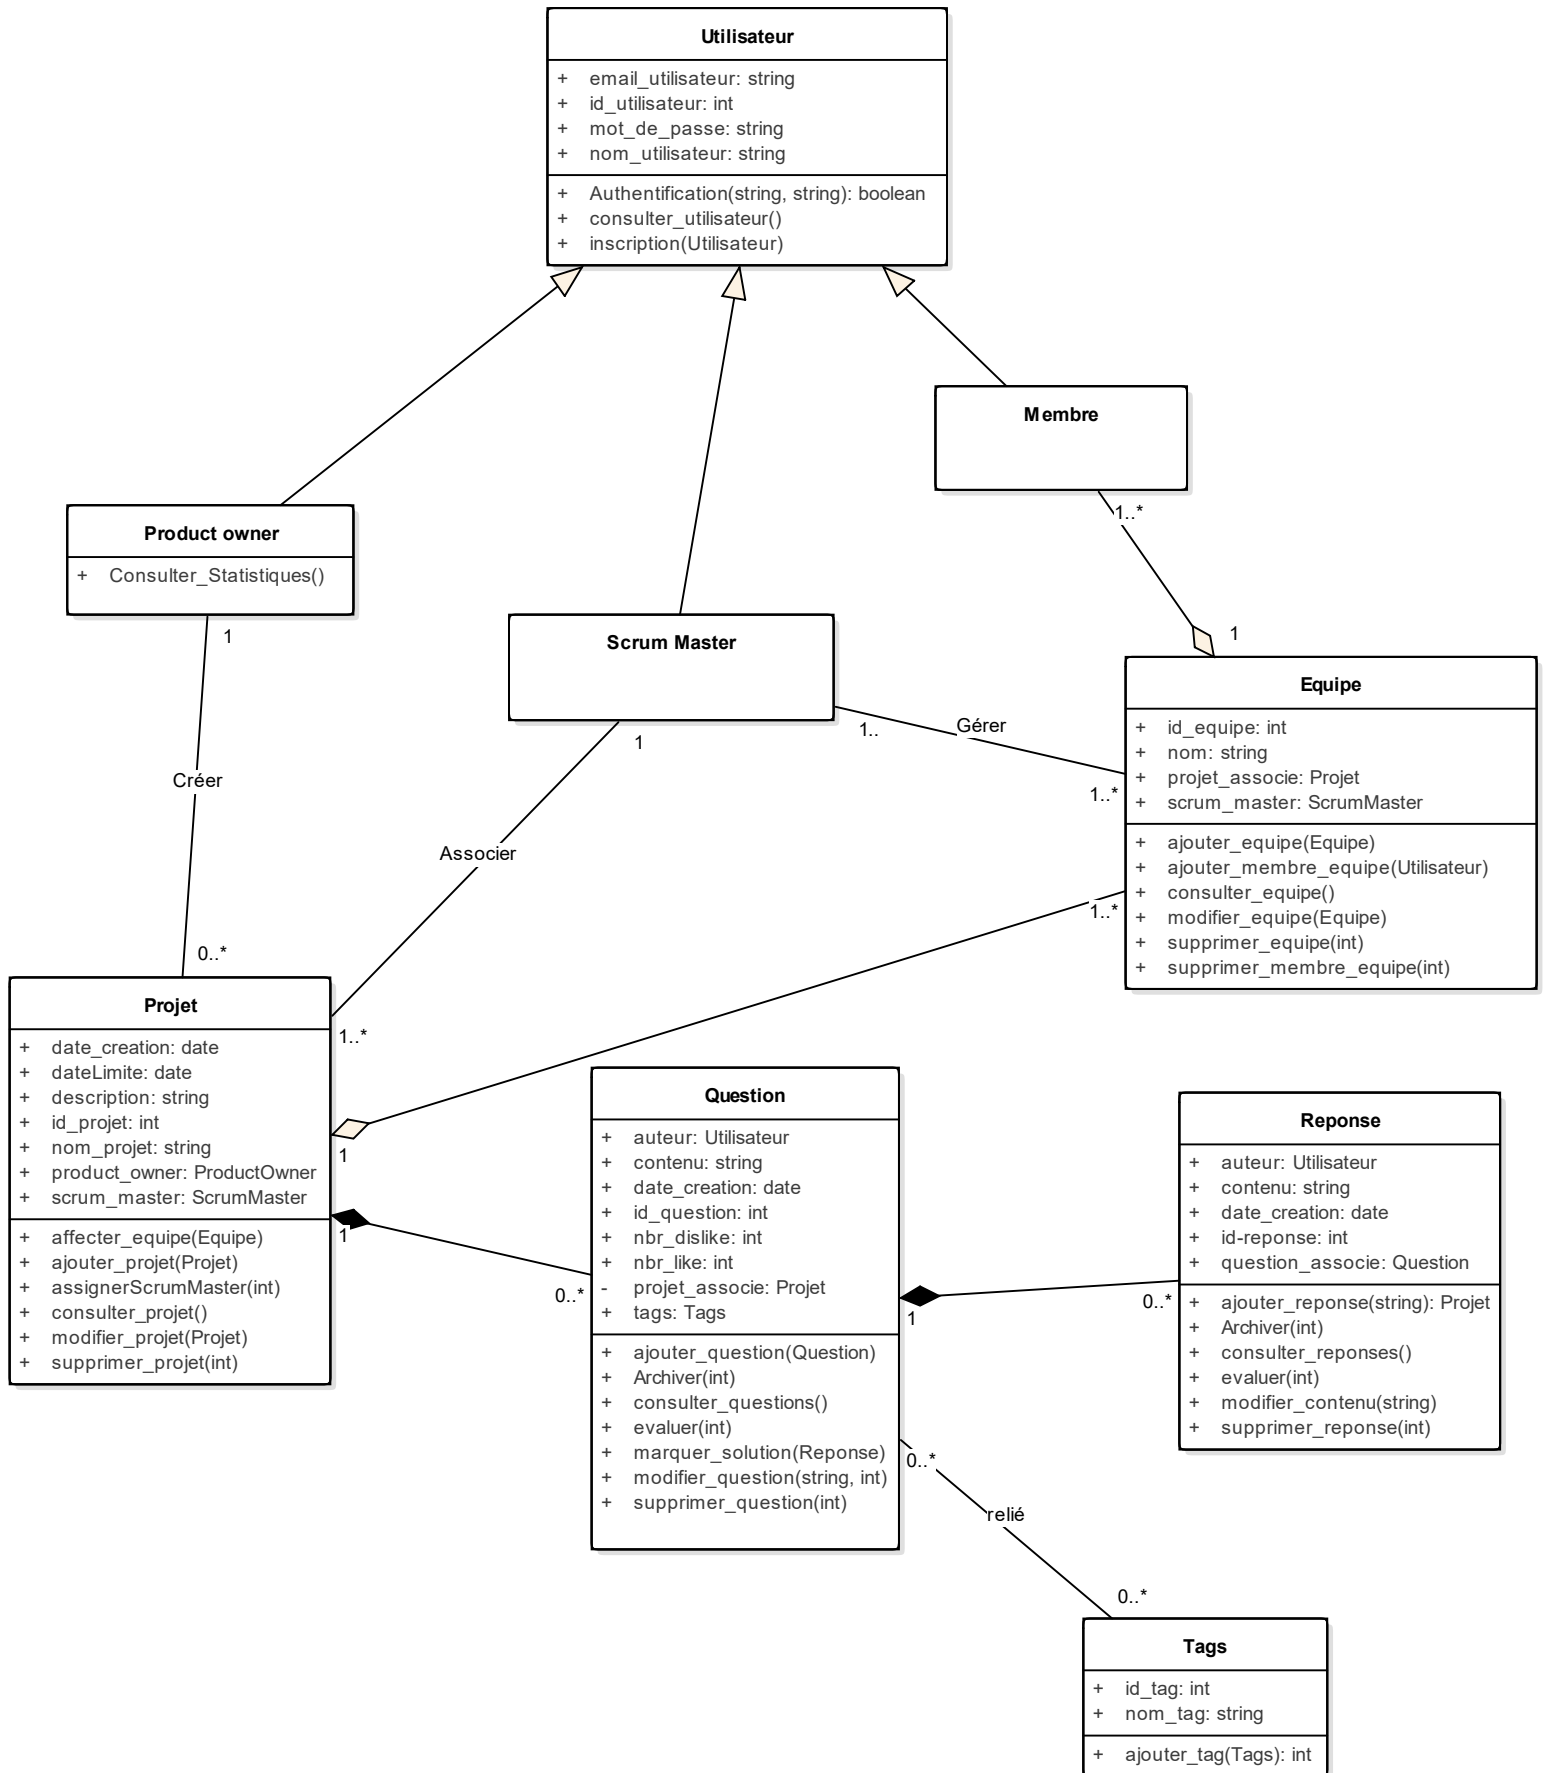 Utilisateur
+ email_utilisateur: string
+ id_utilisateur: int
+ mot_de_passe: string
+ nom_utilisateur: string
+ Authentification(string, string): boolean
+ consulter_utilisateur()
+ inscription(Utilisateur)
Membre
1..*
Product owner
+ Consulter_Statistiques()
1
Scrum Master
1
1..
Gérer
1..*
1
Equipe
+ id_equipe: int
+ nom: string
+ projet_associe: Projet
+ scrum_master: ScrumMaster
+ ajouter_equipe(Equipe)
+ ajouter_membre_equipe(Utilisateur)
+ consulter_equipe()
+ modifier_equipe(Equipe)
+ supprimer_equipe(int)
+ supprimer_membre_equipe(int)
1..*
Créer
Associer
0..*
1..*
Projet
+ date_creation: date
+ dateLimite: date
+ description: string
+ id_projet: int
+ nom_projet: string
+ product_owner: ProductOwner
+ scrum_master: ScrumMaster
+ affecter_equipe(Equipe)
+ ajouter_projet(Projet)
+ assignerScrumMaster(int)
+ consulter_projet()
+ modifier_projet(Projet)
+ supprimer_projet(int)
1
1
0..*
Question
+ auteur: Utilisateur
+ contenu: string
+ date_creation: date
+ id_question: int
+ nbr_dislike: int
+ nbr_like: int
- projet_associe: Projet
+ tags: Tags
+ ajouter_question(Question)
+ Archiver(int)
+ consulter_questions()
+ evaluer(int)
+ marquer_solution(Reponse)
+ modifier_question(string, int)
+ supprimer_question(int)
1
0..*
Reponse
+ auteur: Utilisateur
+ contenu: string
+ date_creation: date
+ id-reponse: int
+ question_associe: Question
+ ajouter_reponse(string): Projet
+ Archiver(int)
+ consulter_reponses()
+ evaluer(int)
+ modifier_contenu(string)
+ supprimer_reponse(int)
0..*
relié
0..*
Tags
+ id_tag: int
+ nom_tag: string
+ ajouter_tag(Tags): int